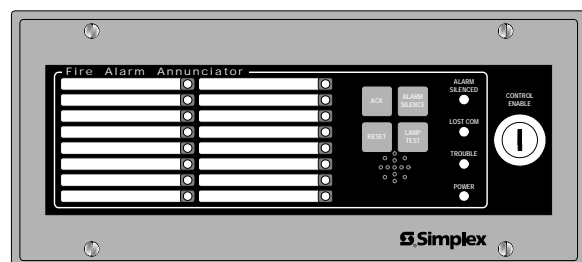 Fire Alarm Annunciator
ACK
ALARM
SILENCE
RESET
LAMP
TEST
ALARM
SILENCED
LOST COM
TROUBLE
POWER
CONTROL
ENABLE
Simplex